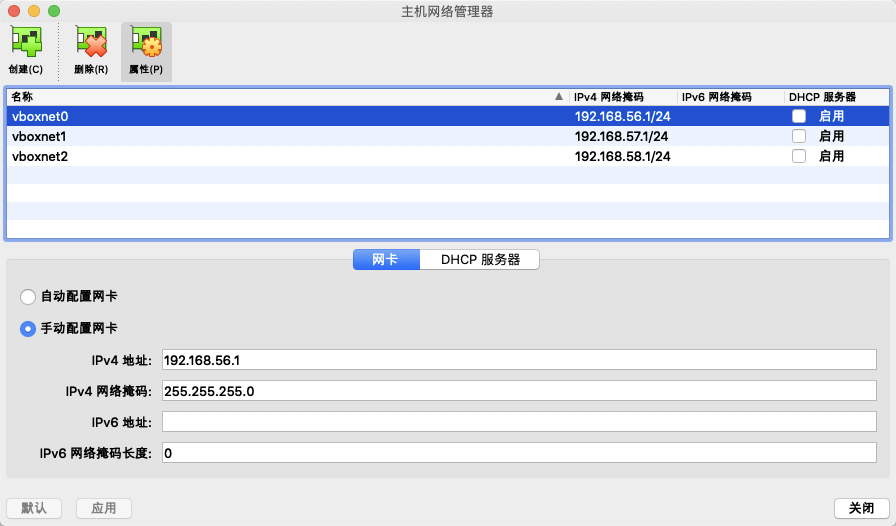 主机网络管理器
创建(C) 删除(R) 属性(P)
名称 IPv4 网络掩码 IPv6 网络掩码 DHCP 服务器
vboxnet0 192.168.56.1/24 启用
vboxnet1 192.168.57.1/24 启用
vboxnet2 192.168.58.1/24 启用
网卡 DHCP 服务器
自动配置网卡
手动配置网卡
IPv4 地址: 192.168.56.1
IPv4 网络掩码: 255.255.255.0
IPv6 地址:
IPv6 网络掩码长度: 0
默认 应用 关闭